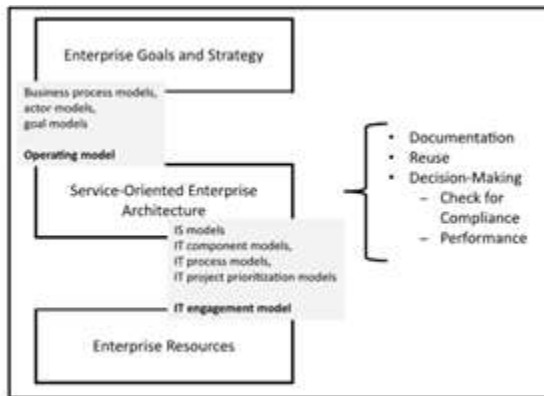 Enterprise Goals and Strategy
Business process models,
actor models,
goal models
Operating model
Service-Oriented Enterprise
Architecture
IS models
IT component models,
IT process models,
IT project prioritization models
IT engagement model
Enterprise Resources
• Documentation
• Reuse
• Decision-Making
– Check for
Compliance
– Performance